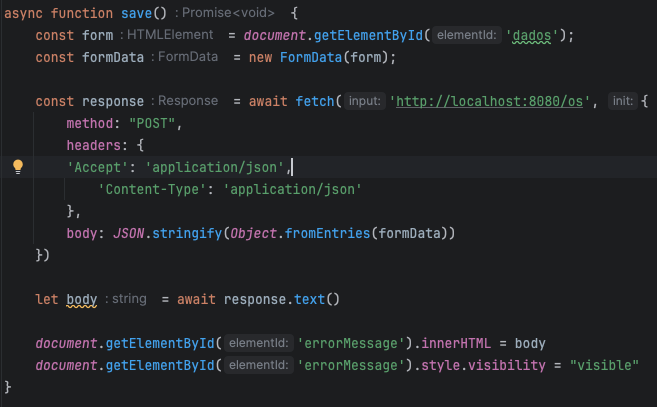 async function save() : Promise<void>  {
    const form : HTMLElement  = document.getElementById( elementId: 'dados');
    const formData : FormData  = new FormData(form);

    const response : Response  = await fetch( input: 'http://localhost:8080/os', init: {
        method: "POST",
        headers: {
        'Accept': 'application/json',
            'Content-Type': 'application/json'
        },
        body: JSON.stringify(Object.fromEntries(formData))
    })

    let body : string  = await response.text()

    document.getElementById( elementId: 'errorMessage').innerHTML = body
    document.getElementById( elementId: 'errorMessage').style.visibility = "visible"
}